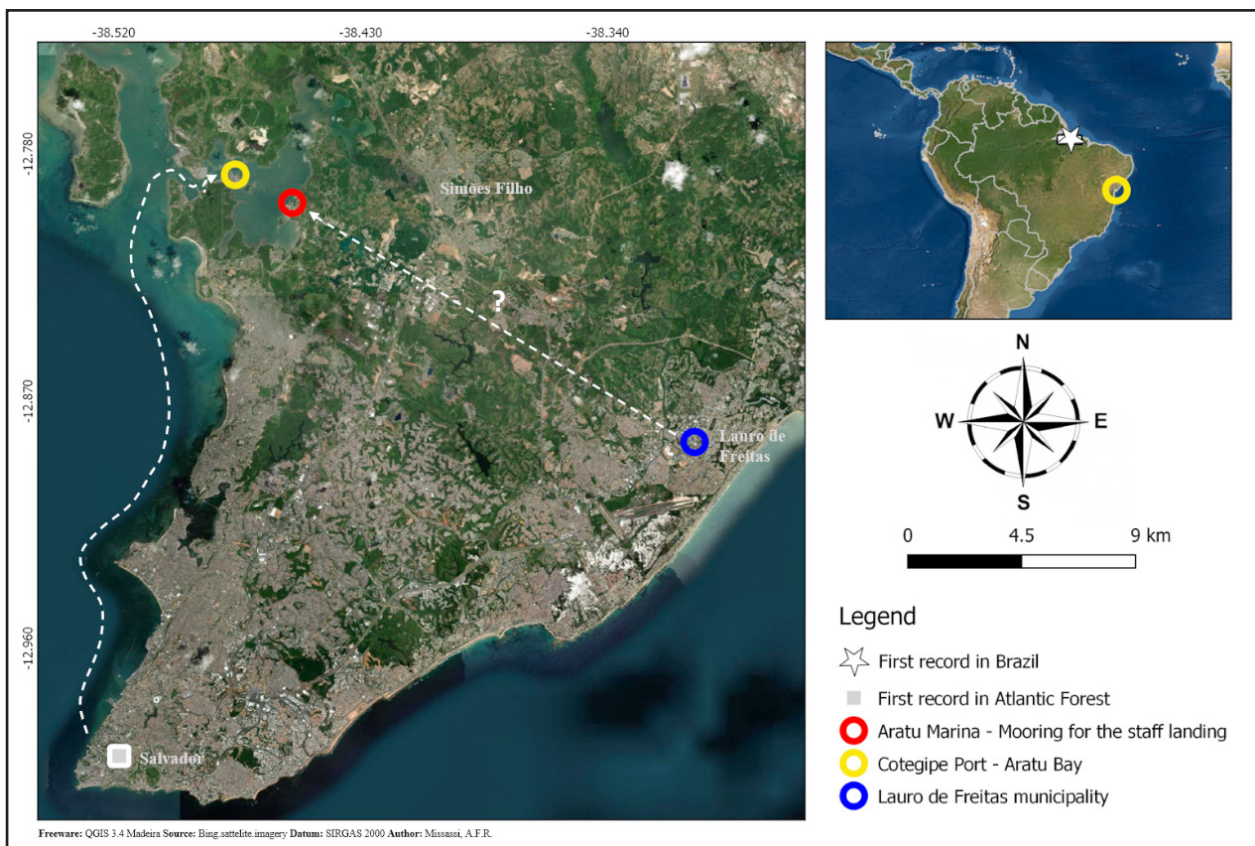 -38.520
-38.430
-38.340
-12.780
-12.870
-12.960
Simões Filho
?
Lauro de
Freitas
Salvador
N
W
E
S
0
4.5
9 km
Legend
First record in Brazil
First record in Atlantic Forest
Aratu Marina - Mooring for the staff landing
Cotegipe Port - Aratu Bay
Lauro de Freitas municipality
Freeware: QGIS 3.4 Madeira Source: Bing.sattelite.imagery Datum: SIRGAS 2000 Author: Missassi, A.F.R.